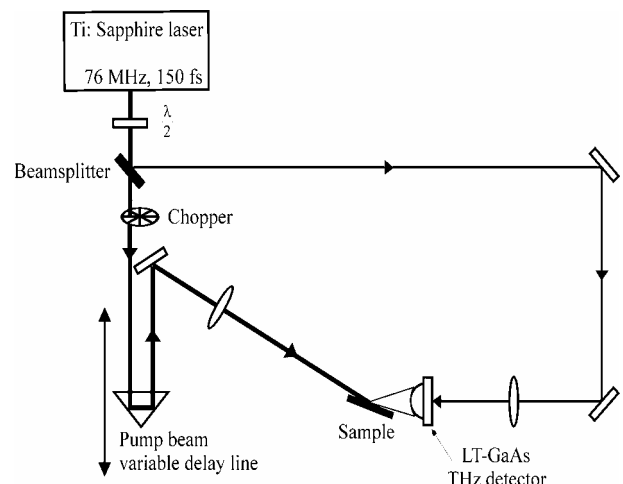 Ti: Sapphire laser
76 MHz, 150 fs
λ
2
Beamsplitter
Chopper
Pump beam
variable delay line
Sample
LT-GaAs
THz detector